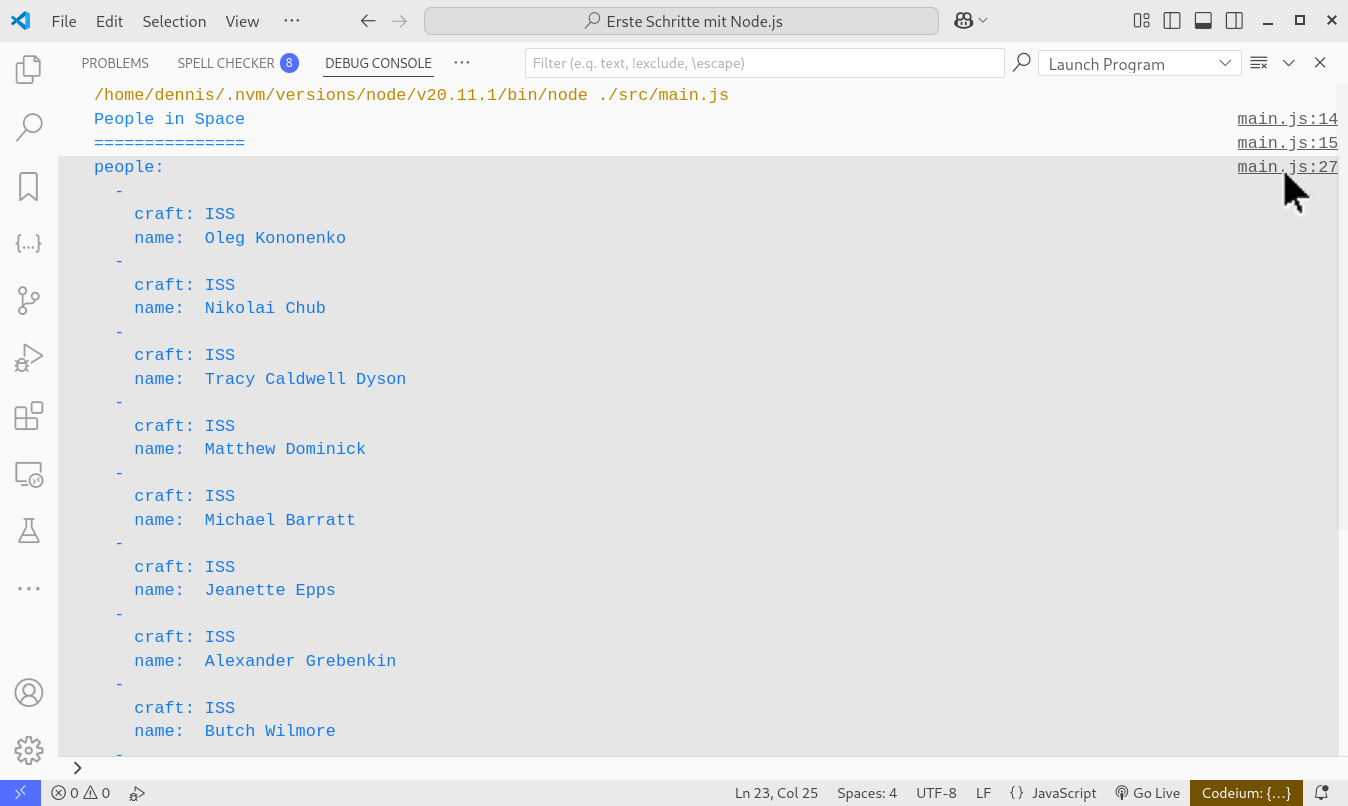 File Edit Selection View ··· Erste Schritte mit Node.js
PROBLEMS SPELL CHECKER 8 DEBUG CONSOLE ··· Filter (e.g. text, !exclude, \escape) Launch Program
/home/dennis/.nvm/versions/node/v20.11.1/bin/node ./src/main.js
People in Space main.js:14
=============== main.js:15
people: main.js:27
-
craft: ISS
name:  Oleg Kononenko
-
craft: ISS
name:  Nikolai Chub
-
craft: ISS
name:  Tracy Caldwell Dyson
-
craft: ISS
name:  Matthew Dominick
-
craft: ISS
name:  Michael Barratt
-
craft: ISS
name:  Jeanette Epps
-
craft: ISS
name:  Alexander Grebenkin
-
craft: ISS
name:  Butch Wilmore
-
0 0 Ln 23, Col 25 Spaces: 4 UTF-8 LF {} JavaScript Go Live Codeium: {...}